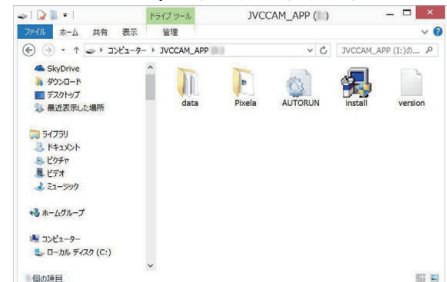 ドライブ ツール
JVCCAM_APP ( )
ファイル ホーム 共有 表示 管理
コンピューター JVCCAM_APP
JVCCAM_APP (I:)の...
SkyDrive
ダウンロード
デスクトップ
最近表示した場所
ライブラリ
ドキュメント
ピクチャ
ビデオ
ミュージック
ホームグループ
コンピューター
ローカル ディスク (C:)
data Pixela AUTORUN install version
個の項目